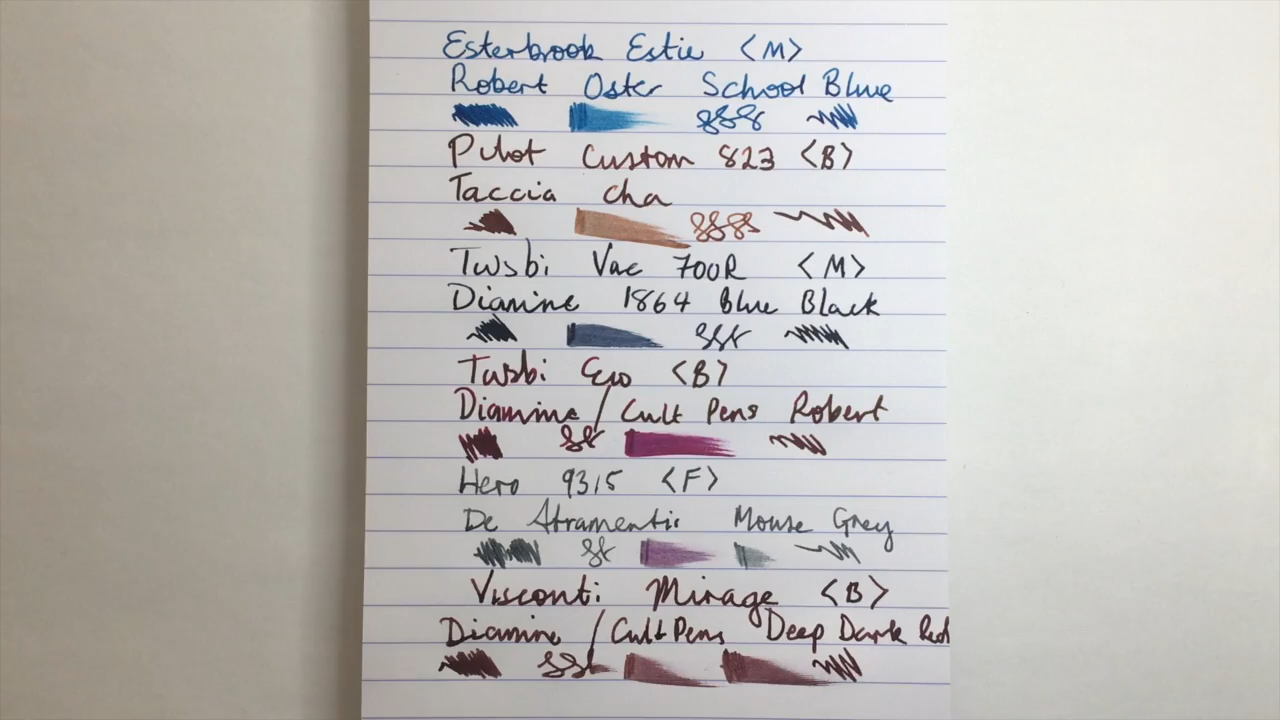 Esterbrook Estie <M>
Robert Oster School Blue
Pilot Custom 823 <B>
Taccia Cha
Twsbi Vac 700R <M>
Diamine 1864 Blue Black
Twsbi Eco <B>
Diamine / Cult Pens Robert
Hero 9315 <F>
De Atramentis Mouse Grey
Visconti Mirage <B>
Diamine / Cult Pens Deep Dark Red